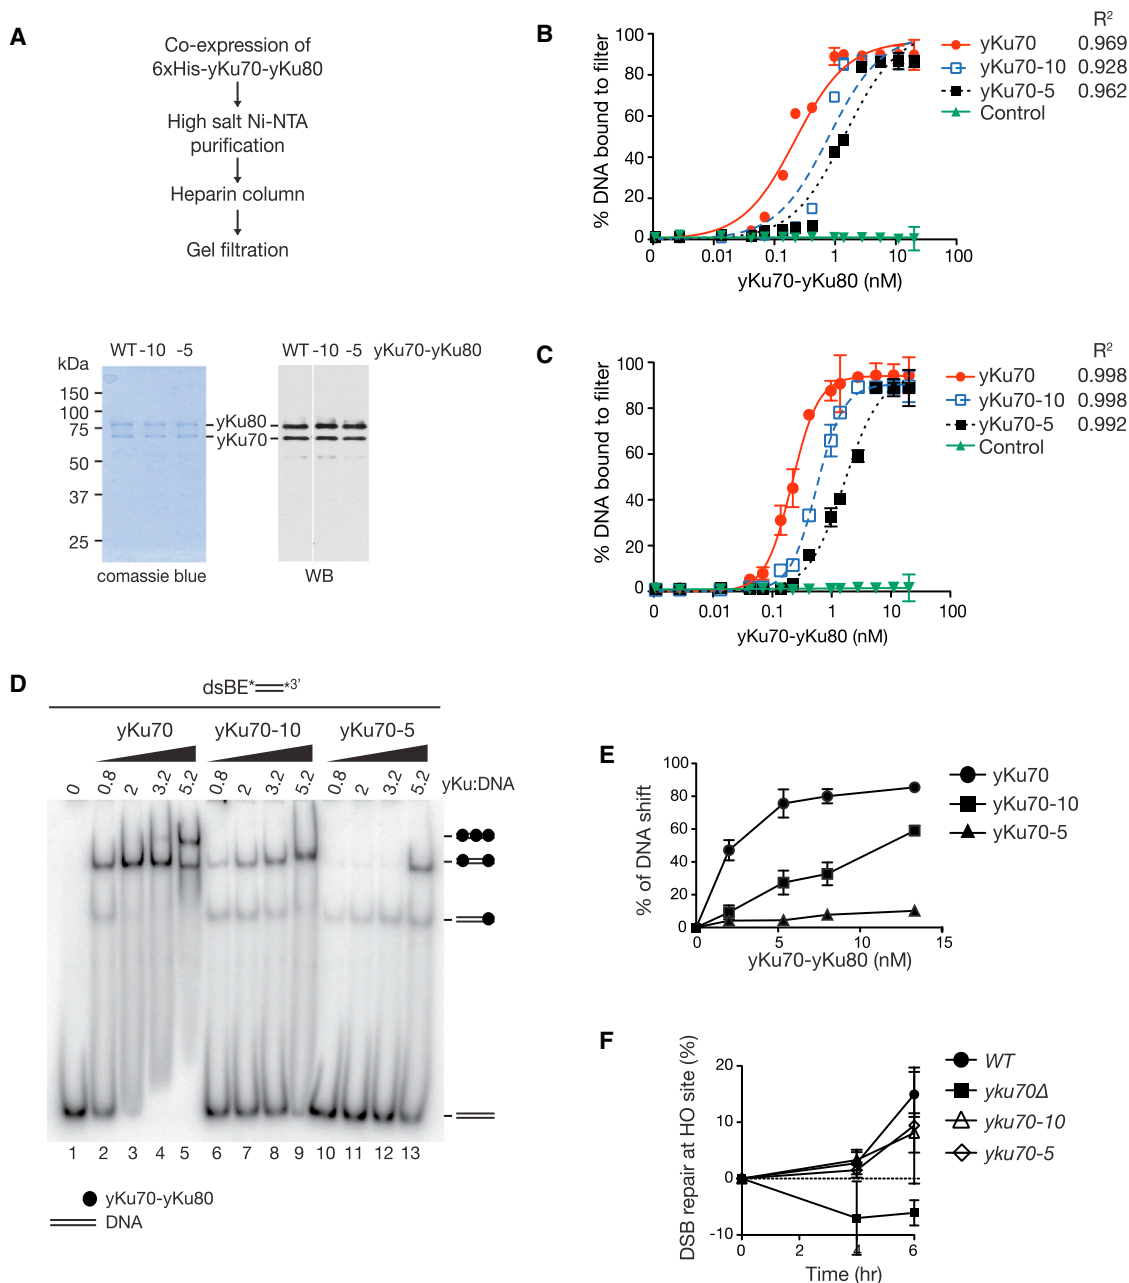 A
Co-expression of
6xHis-yKu70-yKu80
High salt Ni-NTA
purification
Heparin column
Gel filtration
kDa
WT -10 -5
WT -10 -5 yKu70-yKu80
150
100
75
50
37
25
yKu80
yKu70
comassie blue
WB
B
% DNA bound to filter
100
80
60
40
20
0
0 0.01 0.1 1 10 100
yKu70-yKu80 (nM)
R²
yKu70 0.969
yKu70-10 0.928
yKu70-5 0.962
Control
C
% DNA bound to filter
100
80
60
40
20
0
0 0.01 0.1 1 10 100
yKu70-yKu80 (nM)
R²
yKu70 0.998
yKu70-10 0.998
yKu70-5 0.992
Control
D
dsBE* *3'
yKu70 yKu70-10 yKu70-5
0 0.8 2 3.2 5.2 0.8 2 3.2 5.2 0.8 2 3.2 5.2 yKu:DNA
1 2 3 4 5 6 7 8 9 10 11 12 13
yKu70-yKu80
DNA
E
% of DNA shift
100
80
60
40
20
0
0 5 10 15
yKu70-yKu80 (nM)
yKu70
yKu70-10
yKu70-5
F
DSB repair at HO site (%)
20
10
0
-10
0 2 4 6
Time (hr)
WT
yku70Δ
yku70-10
yku70-5